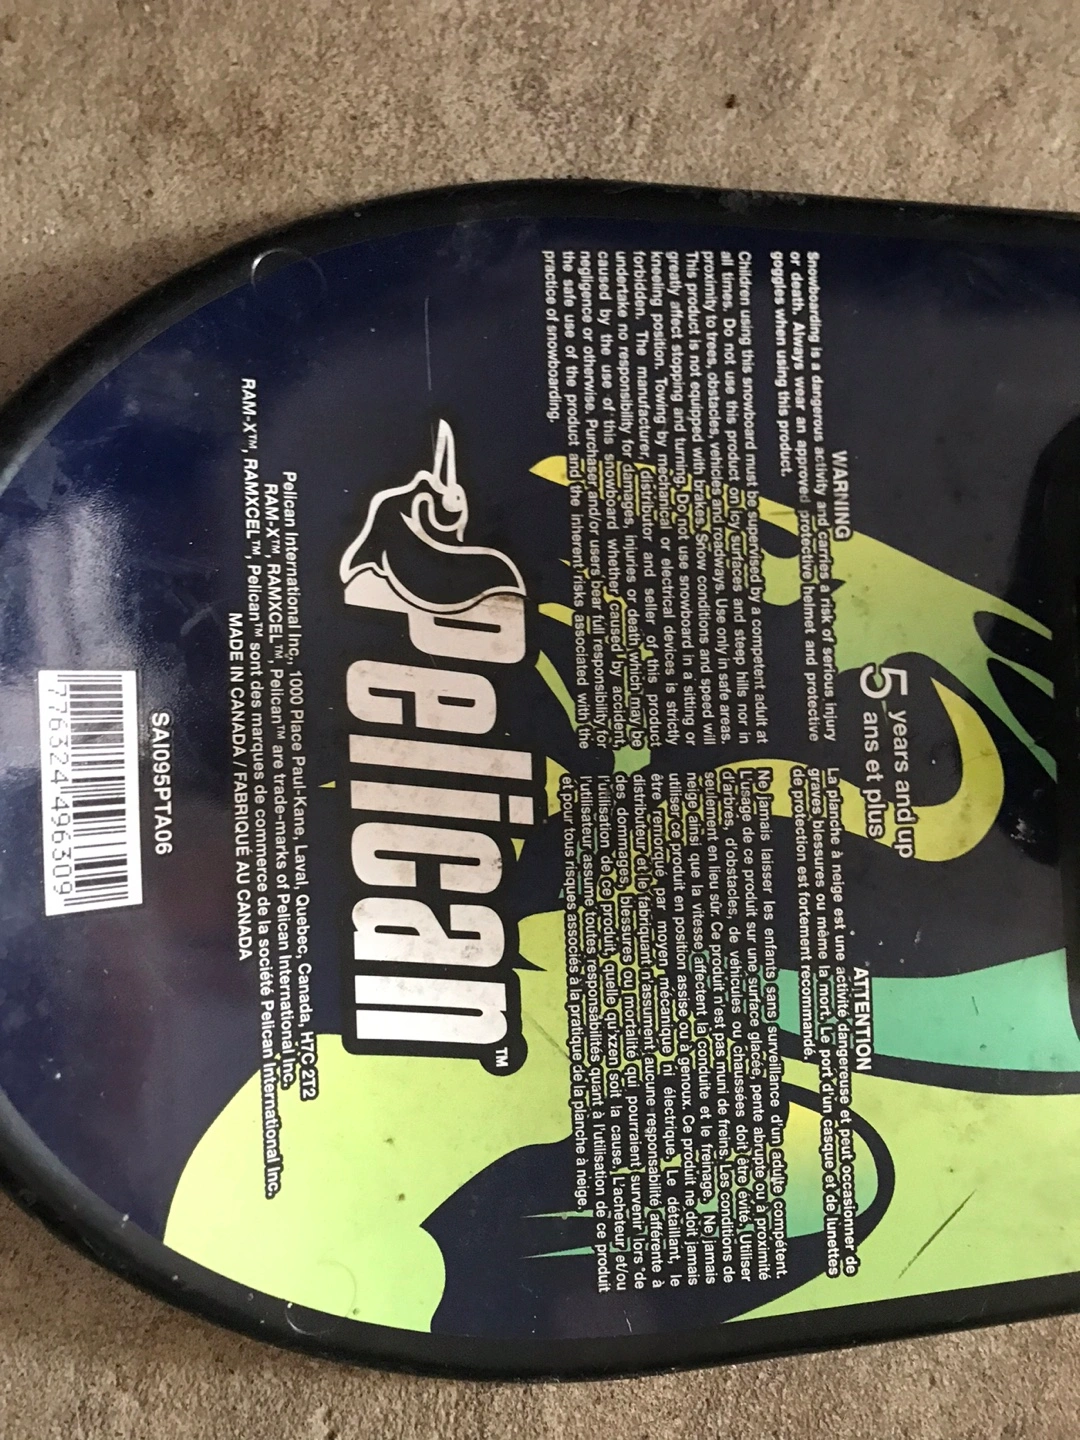 5 years and up
5 ans et plus
WARNING
Snowboarding is a dangerous activity and carries a risk of serious injury
or death. Always wear an approved protective helmet and protective
goggles when using this product.
Children using this snowboard must be supervised by a competent adult at
all times. Do not use this product on icy surfaces and steep hills nor in
proximity to trees, obstacles, vehicles and roadways. Use only in safe areas.
This product is not equipped with brakes. Snow conditions and speed will
greatly affect stopping and turning. Do not use snowboard in a sitting or
kneeling position. Towing by mechanical or electrical devices is strictly
forbidden. The manufacturer, distributor and seller of this product
undertake no responsibility for damages, injuries or death which may be
caused by the use of this snowboard whether caused by accident,
negligence or otherwise. Purchaser and/or users bear full responsibility for
the safe use of the product and the inherent risks associated with the
practice of snowboarding.
ATTENTION
La planche à neige est une activité dangereuse et peut occasionner de
graves blessures ou même la mort. Le port d'un casque et de lunettes
de protection est fortement recommandé.
Ne jamais laisser les enfants sans surveillance d'un adulte compétent.
L'usage de ce produit sur une surface glacée, pente abrupte ou à proximité
d'arbres, d'obstacles, de véhicules ou chaussées doit être évité. Utiliser
seulement en lieu sûr. Ce produit n'est pas muni de freins. Les conditions de
neige ainsi que la vitesse affectent la conduite et le freinage. Ne jamais
utiliser ce produit en position assise ou à genoux. Ce produit ne doit jamais
être remorqué par moyen mécanique ni électrique. Le détaillant, le
distributeur et le fabriquant n'assument aucune responsabilité afférente à
des dommages, blessures ou mortalité qui pourraient survenir lors de
l'utilisation de ce produit, quelle qu'xzen soit la cause. L'acheteur et/ou
l'utilisateur assume toutes responsabilités quant à l'utilisation de ce produit
et pour tous risques associés à la pratique de la planche à neige.
Pelican™
Pelican International Inc., 1000 Place Paul-Kane, Laval, Quebec, Canada, H7C 2T2
RAM-X™, RAMXCEL™, Pelican™ are trade-marks of Pelican International Inc.
RAM-X™, RAMXCEL™, Pelican™ sont des marques de commerce de la société Pelican International Inc.
MADE IN CANADA / FABRIQUE AU CANADA
SAI095PTA06
7 76324 49630 9